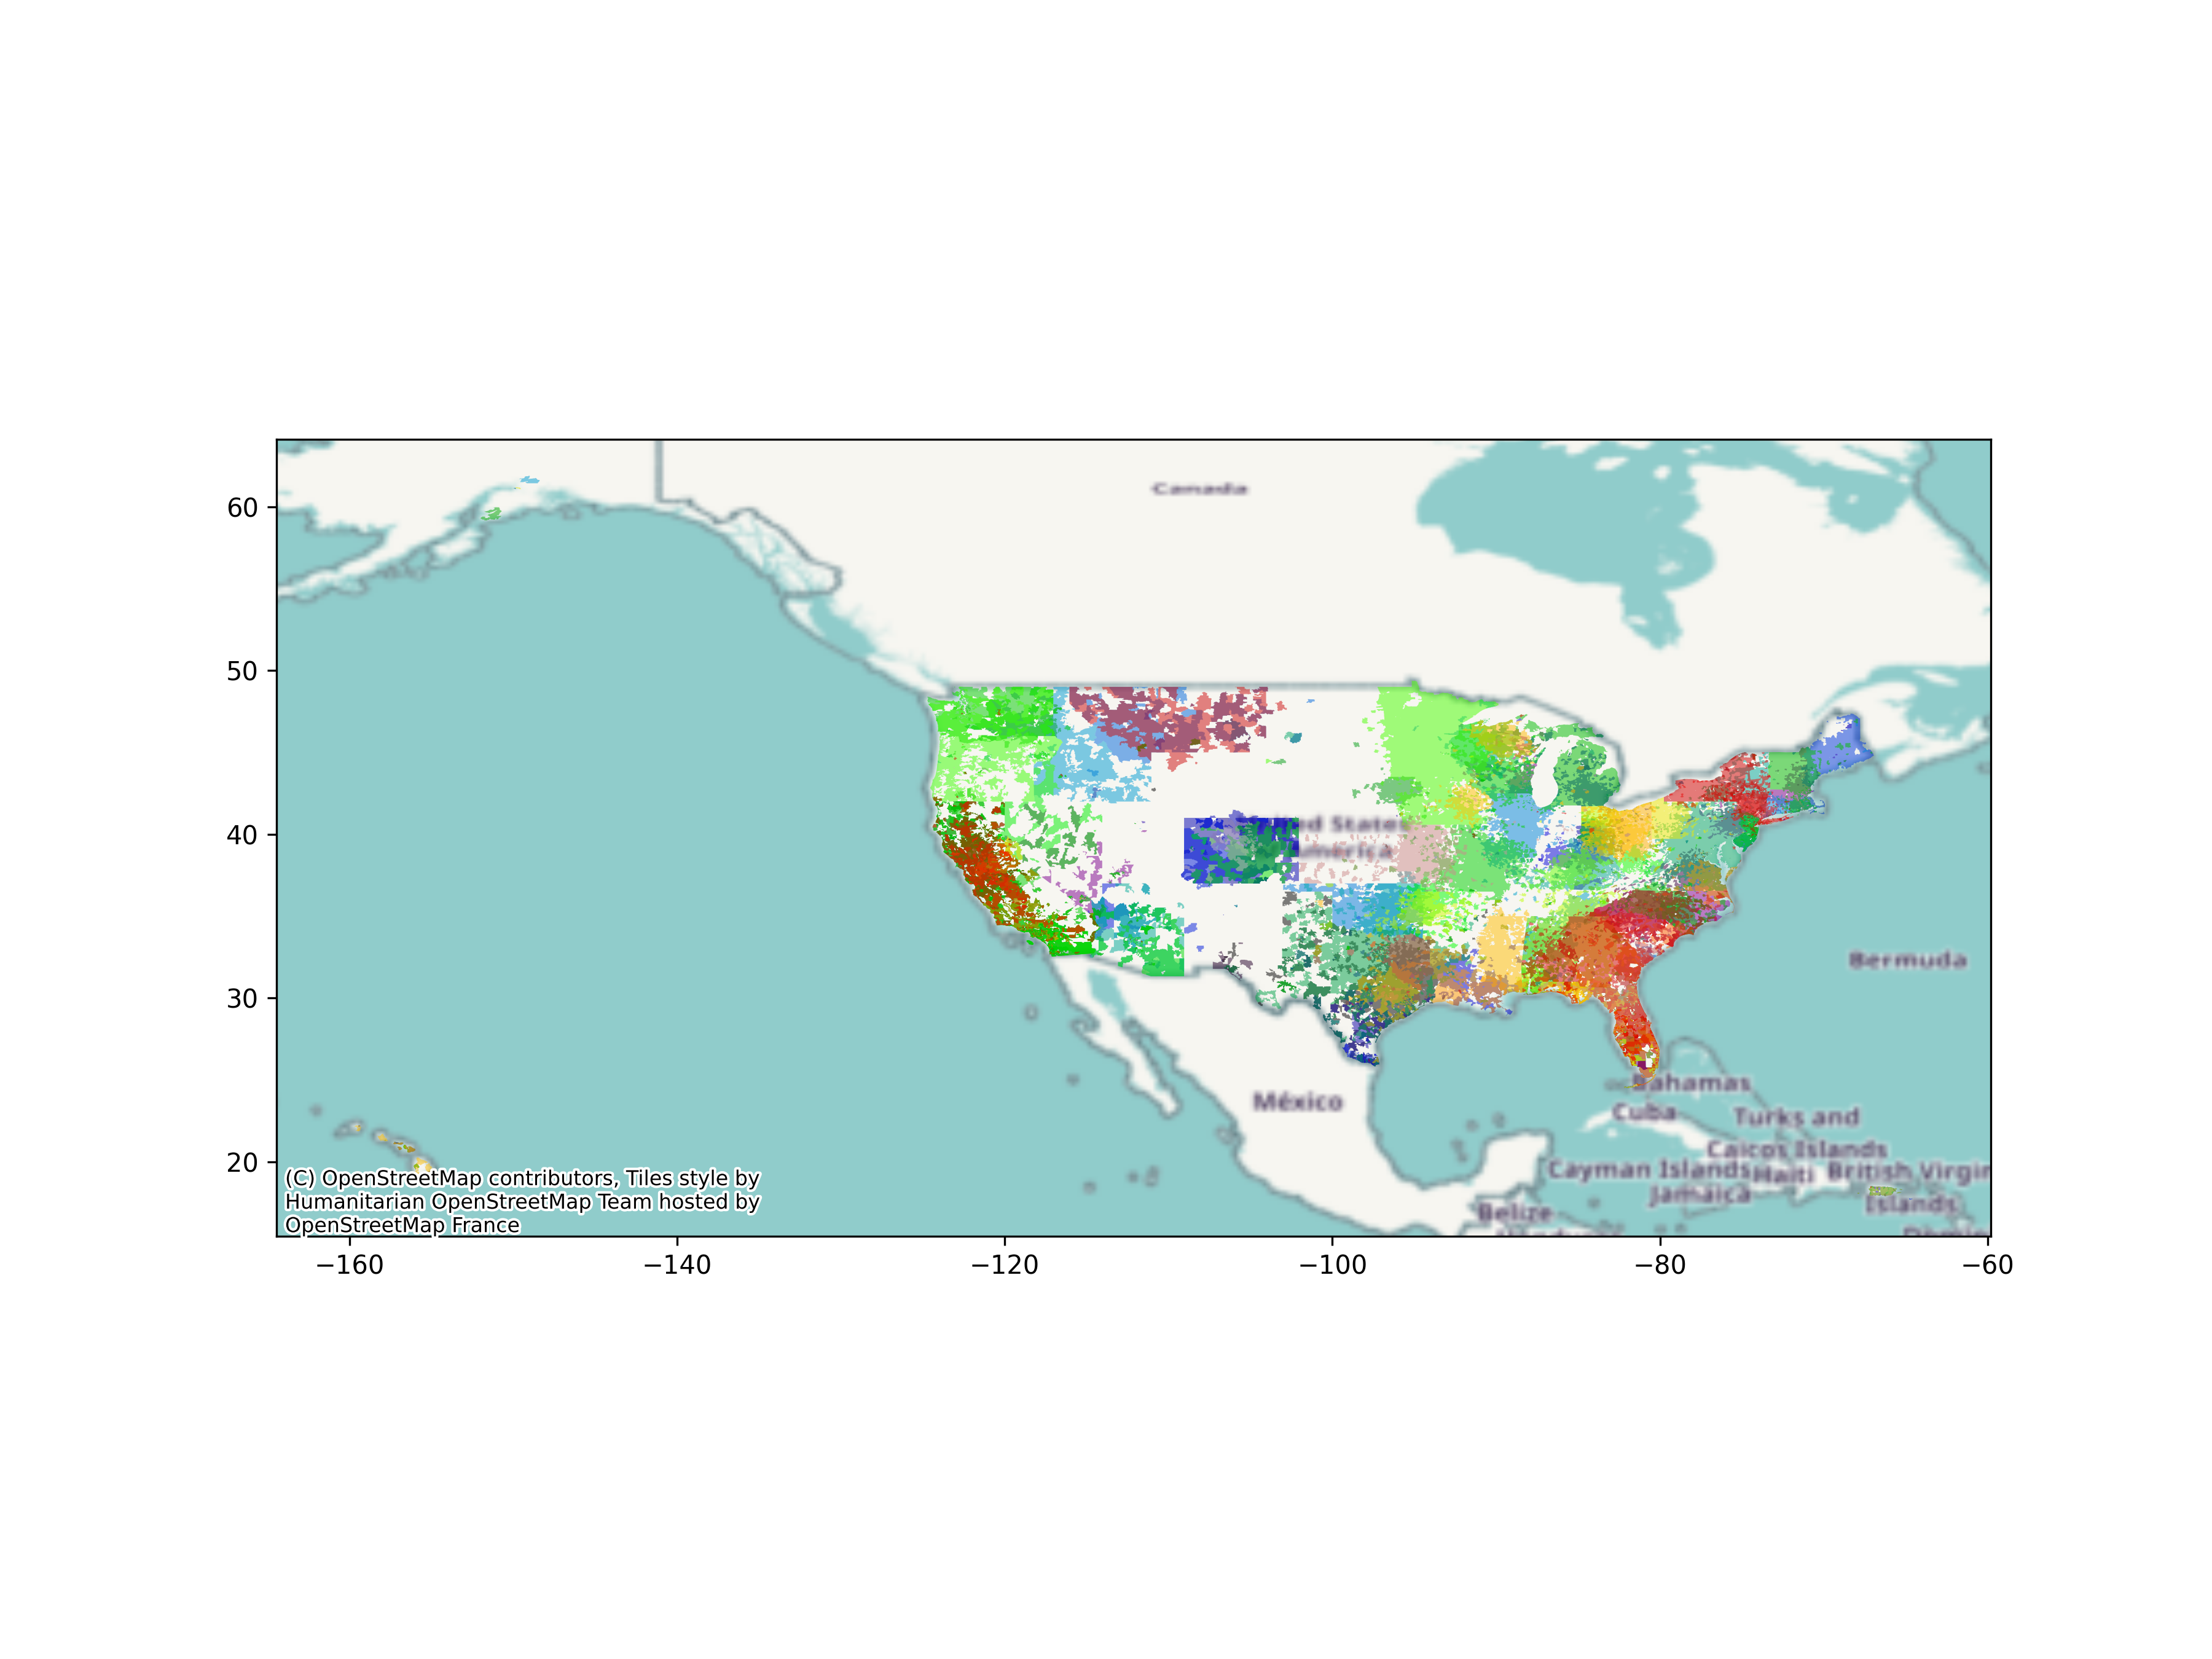 60
50
40
30
20
−160
−140
−120
−100
−80
−60
Canada
Bermuda
México
Bahamas
Cuba
Turks and
Caicos Islands
Cayman Islands
Haiti
British Virgin
Islands
Jamaica
Belize
(C) OpenStreetMap contributors, Tiles style by
Humanitarian OpenStreetMap Team hosted by
OpenStreetMap France